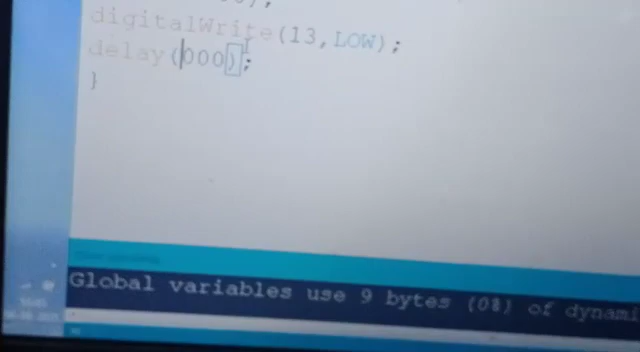 digitalWrite(13,LOW);
delay(000);
}
Global variables use 9 bytes (0%) of dynami